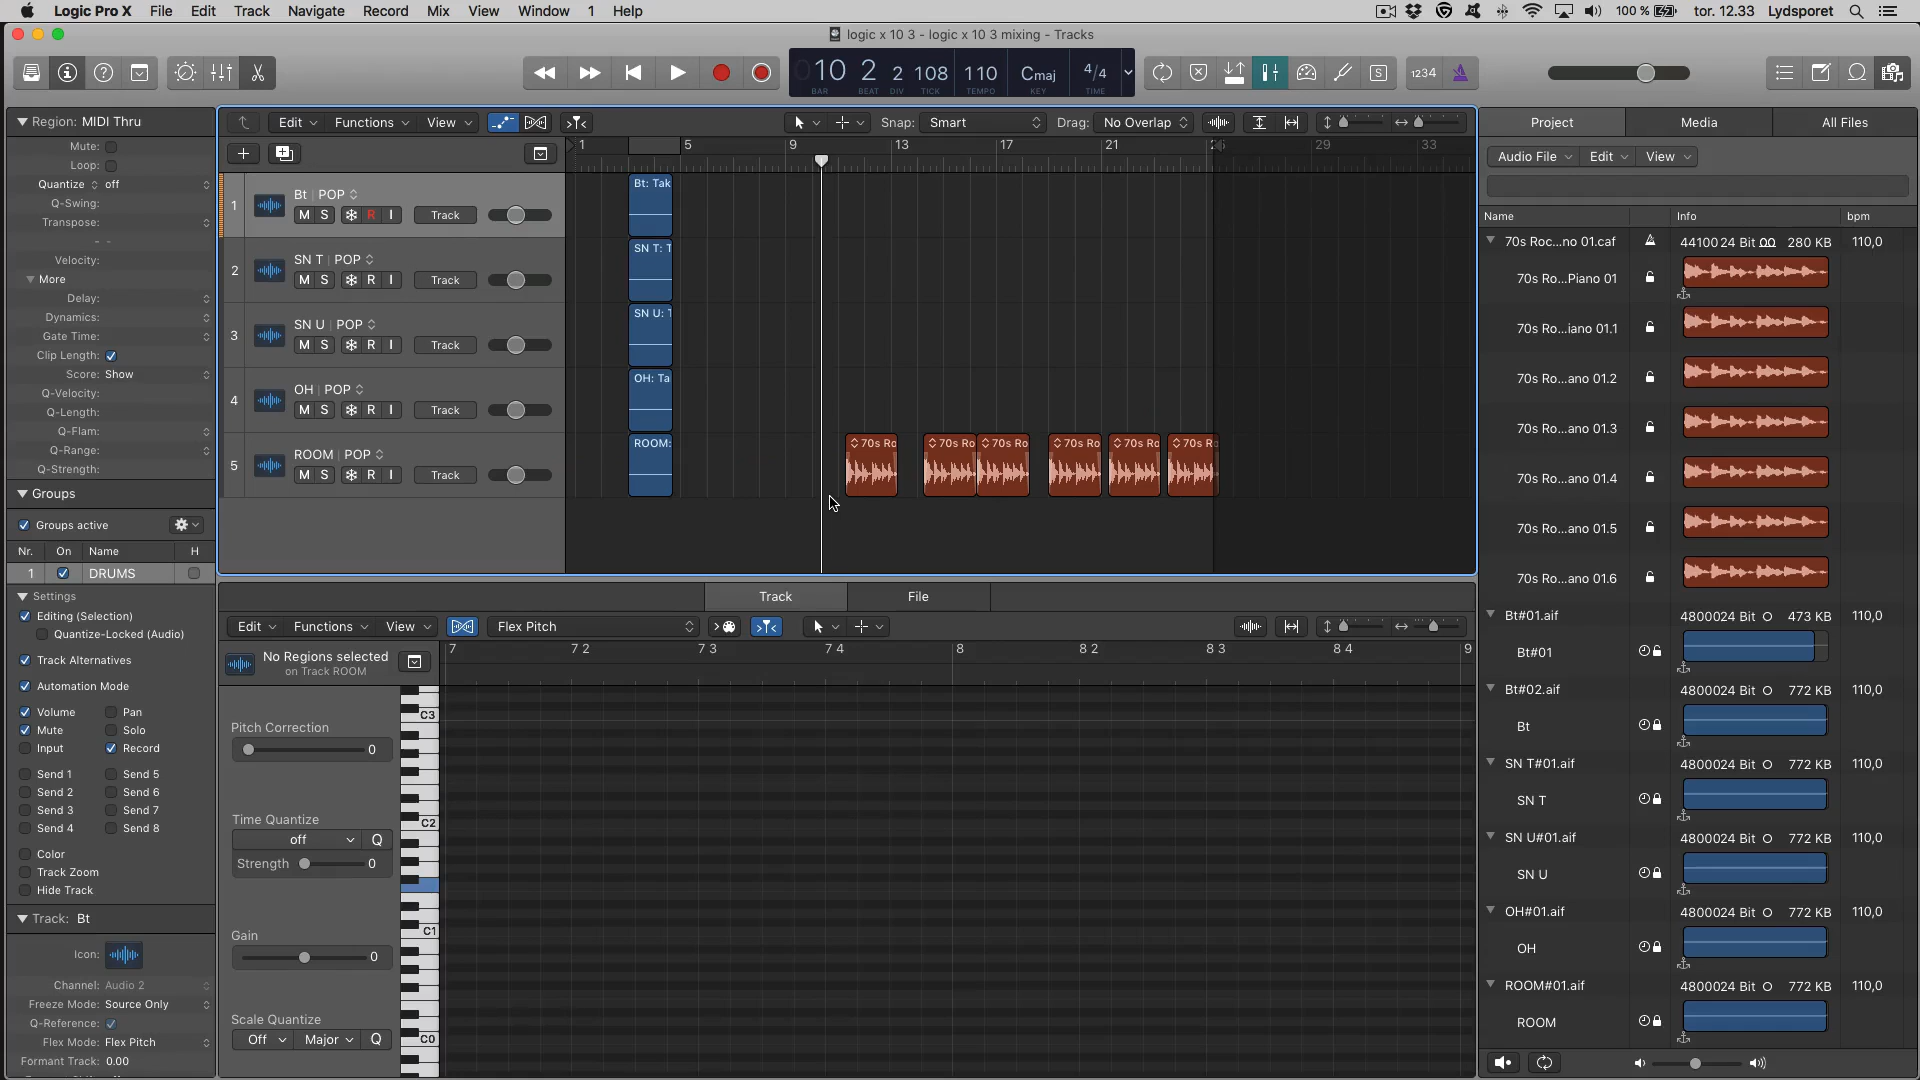 Logic Pro X File Edit Track Navigate Record Mix View Window 1 Help
100 % tor. 12.33 Lydsporet
logic x 10 3 - logic x 10 3 mixing - Tracks
10 2 2 108 110 Cmaj 4/4
BAR BEAT DIV TICK TEMPO KEY TIME
S 1234
Region: MIDI Thru
Mute:
Loop:
Quantize off
Q-Swing:
Transpose:
- -
Velocity:
More
Delay:
Dynamics:
Gate Time:
Clip Length:
Score: Show
Q-Velocity:
Q-Length:
Q-Flam:
Q-Range:
Q-Strength:
Groups
Groups active
Nr. On Name H
1 DRUMS
Settings
Editing (Selection)
Quantize-Locked (Audio)
Track Alternatives
Automation Mode
Volume Pan
Mute Solo
Input Record
Send 1 Send 5
Send 2 Send 6
Send 3 Send 7
Send 4 Send 8
Color
Track Zoom
Hide Track
Track: Bt
Icon:
Channel: Audio 2
Freeze Mode: Source Only
Q-Reference:
Flex Mode: Flex Pitch
Formant Track: 0.00
Edit Functions View Snap: Smart Drag: No Overlap
1 5 9 13 17 21 29 33
1 Bt | POP
M S R I Track
2 SN T | POP
M S R I Track
3 SN U | POP
M S R I Track
4 OH | POP
M S R I Track
5 ROOM | POP
M S R I Track
Bt: Tak
SN T: T
SN U: T
OH: Ta
ROOM: 70s Ro 70s Ro 70s Ro 70s Ro 70s Ro 70s Ro
Track File
Edit Functions View Flex Pitch
No Regions selected
on Track ROOM
7 7 2 7 3 7 4 8 8 2 8 3 8 4 9
C3
Pitch Correction
0
Time Quantize
C2
off Q
Strength 0
Gain
C1
0
Scale Quantize
Off Major Q
C0
Project Media All Files
Audio File Edit View
Name Info bpm
70s Roc...no 01.caf 44100 24 Bit 280 KB 110,0
70s Ro...Piano 01
70s Ro...iano 01.1
70s Ro...ano 01.2
70s Ro...ano 01.3
70s Ro...ano 01.4
70s Ro...ano 01.5
70s Ro...ano 01.6
Bt#01.aif 48000 24 Bit 473 KB 110,0
Bt#01
Bt#02.aif 48000 24 Bit 772 KB 110,0
Bt
SN T#01.aif 48000 24 Bit 772 KB 110,0
SN T
SN U#01.aif 48000 24 Bit 772 KB 110,0
SN U
OH#01.aif 48000 24 Bit 772 KB 110,0
OH
ROOM#01.aif 48000 24 Bit 772 KB 110,0
ROOM